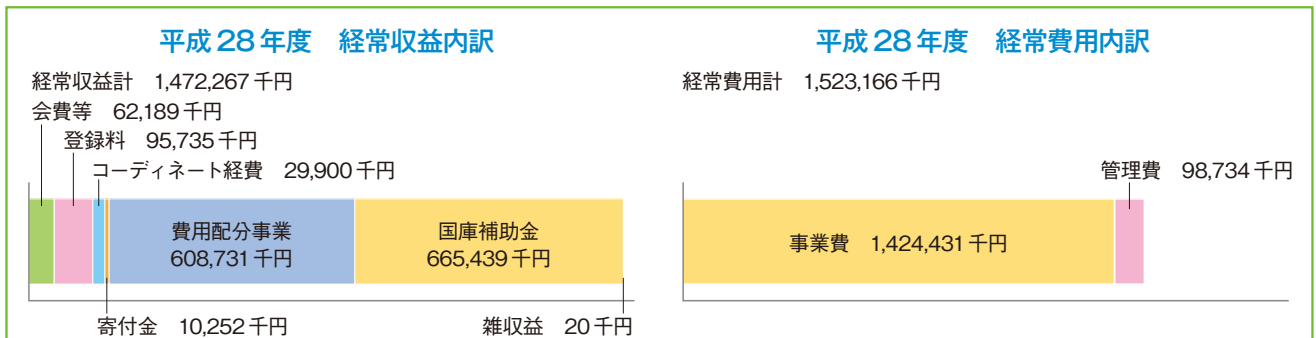 平成28年度　経常収益内訳
経常収益計　1,472,267千円
会費等　62,189千円
登録料　95,735千円
コーディネート経費　29,900千円
費用配分事業
608,731千円
国庫補助金
665,439千円
寄付金　10,252千円
雑収益　20千円
平成28年度　経常費用内訳
経常費用計　1,523,166千円
管理費　98,734千円
事業費　1,424,431千円